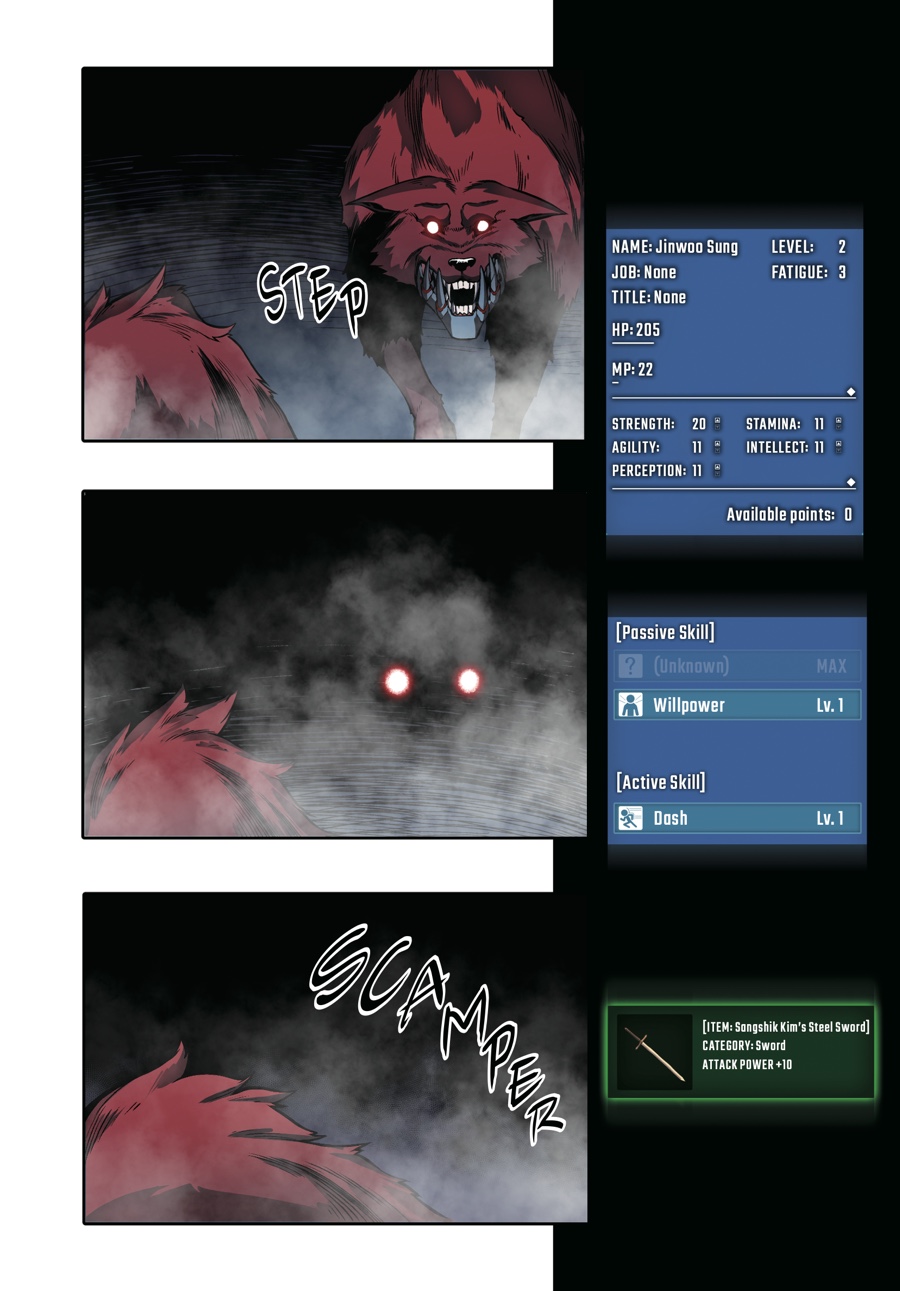 STEP
NAME: Jinwoo Sung LEVEL: 2
JOB: None FATIGUE: 3
TITLE: None
HP: 205
MP: 22
STRENGTH: 20 STAMINA: 11
AGILITY: 11 INTELLECT: 11
PERCEPTION: 11
Available points: 0
[Passive Skill]
? (Unknown) MAX
Willpower Lv. 1
[Active Skill]
Dash Lv. 1
SCAMPER
[ITEM: Sangshik Kim's Steel Sword]
CATEGORY: Sword
ATTACK POWER +10